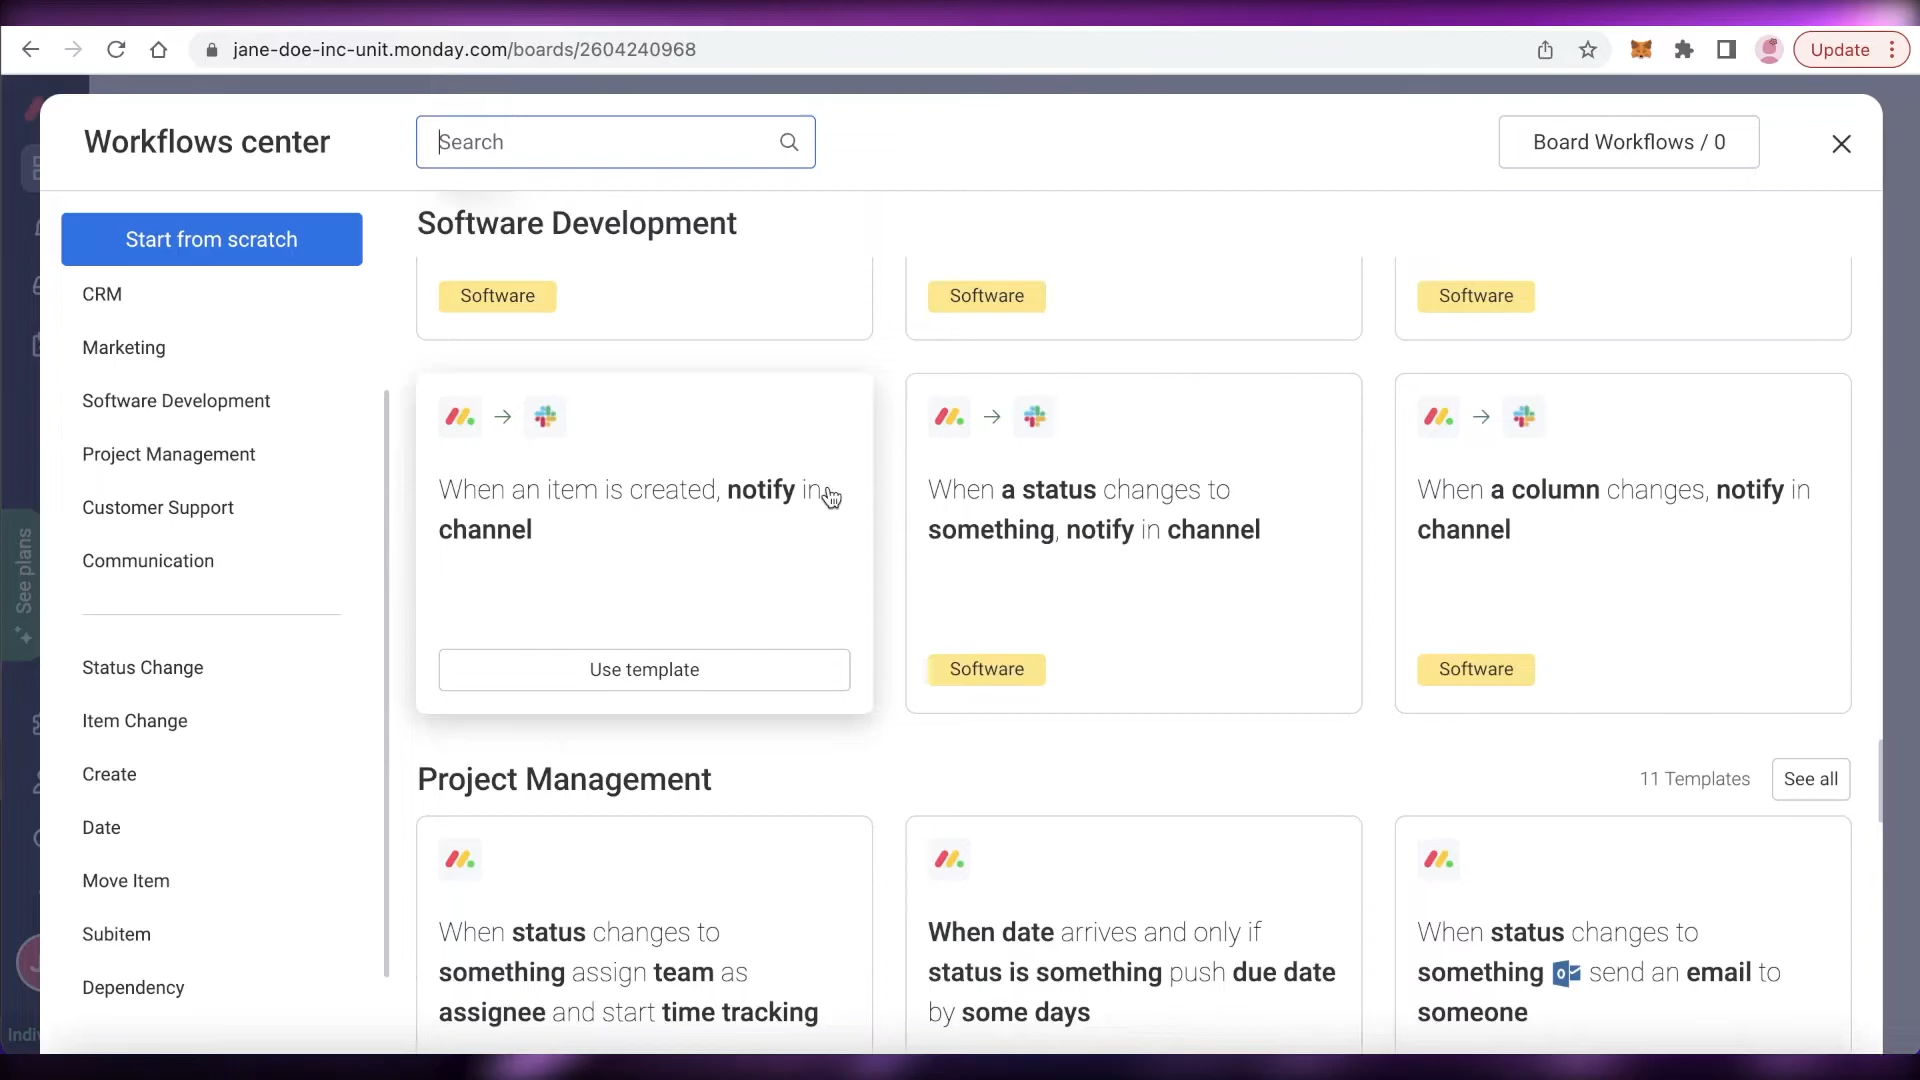 jane-doe-inc-unit.monday.com/boards/2604240968
Update
Workflows center
Search
Board Workflows / 0
Start from scratch
CRM
Marketing
Software Development
Project Management
Customer Support
Communication
Status Change
Item Change
Create
Date
Move Item
Subitem
Dependency
See plans
Software Development
Software
Software
Software
When an item is created, notify in
channel
Use template
When a status changes to
something, notify in channel
Software
When a column changes, notify in
channel
Software
Project Management
11 Templates
See all
When status changes to
something assign team as
assignee and start time tracking
When date arrives and only if
status is something push due date
by some days
When status changes to
something send an email to
someone